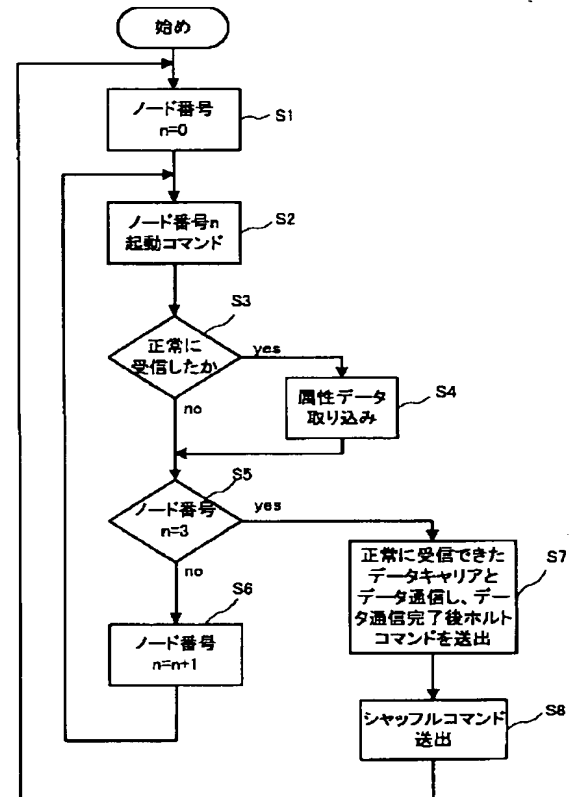 始め
ノード番号
n=0
S1
ノード番号n
起動コマンド
S2
S3
正常に
受信したか
yes
no
属性データ
取り込み
S4
S5
ノード番号
n=3
yes
no
S6
ノード番号
n=n+1
正常に受信できた
データキャリアと
データ通信し、デー
タ通信完了後ホルト
コマンドを送出
S7
シャッフルコマンド
送出
S8